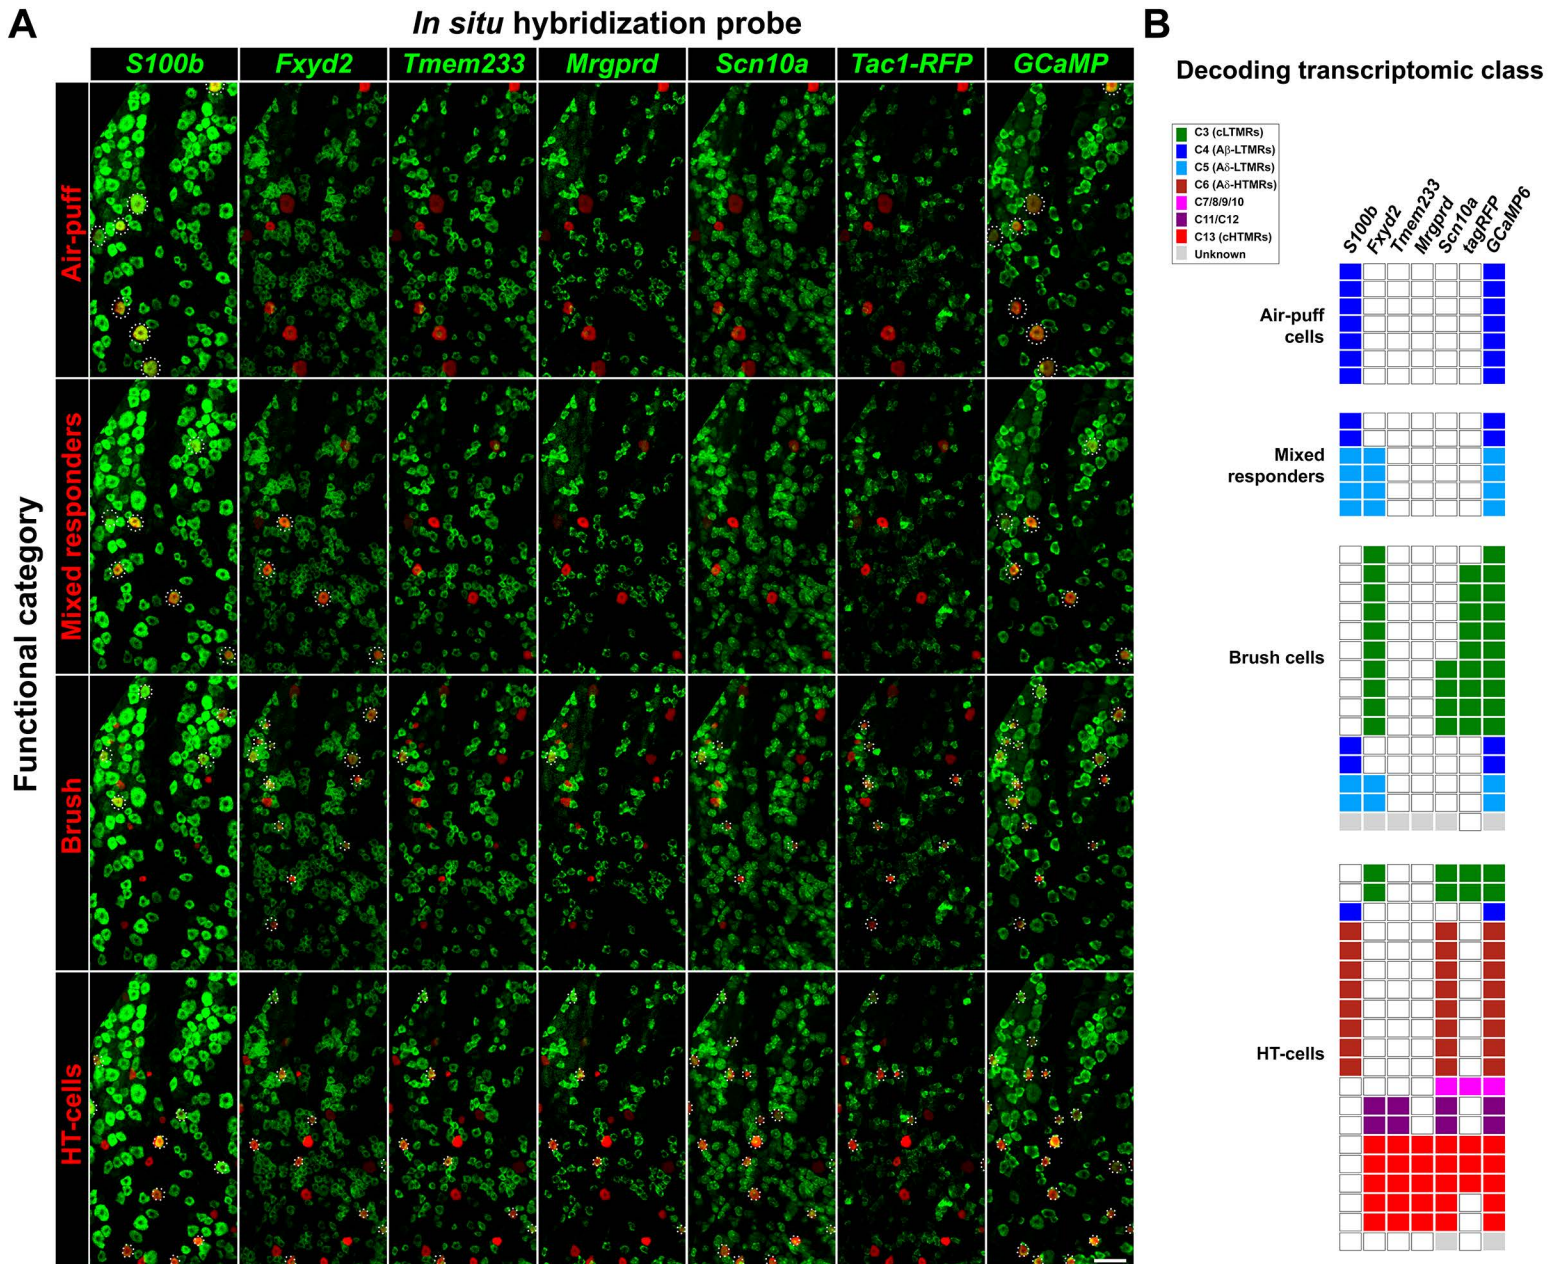 A
In situ hybridization probe
S100b Fxyd2 Tmem233 Mrgprd Scn10a Tac1-RFP GCaMP
Functional category
Air-puff
Mixed responders
Brush
HT-cells
B
Decoding transcriptomic class
C3 (cLTMRs)
C4 (Aβ-LTMRs)
C5 (Aδ-LTMRs)
C6 (Aδ-HTMRs)
C7/8/9/10
C11/C12
C13 (cHTMRs)
Unknown
S100b
Fxyd2
Tmem233
Mrgprd
Scn10a
tagRFP
GCaMP6
Air-puff
cells
Mixed
responders
Brush cells
HT-cells